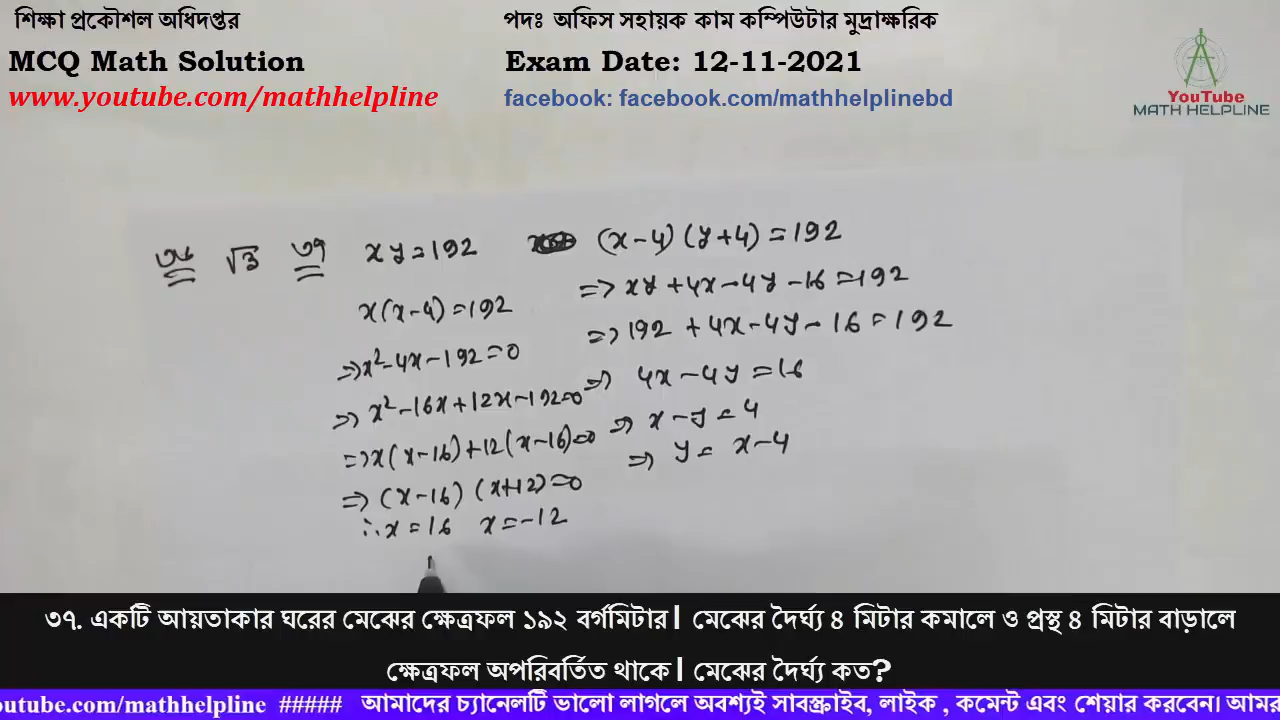 শিক্ষা প্রকৌশল অধিদপ্তর
পদঃ অফিস সহায়ক কাম কম্পিউটার মুদ্রাক্ষরিক
MCQ Math Solution
Exam Date: 12-11-2021
www.youtube.com/mathhelpline
facebook: facebook.com/mathhelplinebd
YouTube
MATH HELPLINE
৩৬ √3 ৩৭ xy=192
(x-4)(y+4)=192
x(x-4)=192
=>xy+4x-4y-16=192
=>x²-4x-192=0
=>192+4x-4y-16=192
=>x²-16x+12x-192=0
=>4x-4y=16
=>x(x-16)+12(x-16)=0
=>x-y=4
=>(x-16)(x+12)=0
=>y=x-4
∴x=16 x=-12
৩৭. একটি আয়তাকার ঘরের মেঝের ক্ষেত্রফল ১৯২ বর্গমিটার| মেঝের দৈর্ঘ্য ৪ মিটার কমালে ও প্রস্থ ৪ মিটার বাড়ালে
ক্ষেত্রফল অপরিবর্তিত থাকে| মেঝের দৈর্ঘ্য কত?
outube.com/mathhelpline ##### আমাদের চ্যানেলটি ভালো লাগলে অবশ্যই সাবস্ক্রাইব, লাইক , কমেন্ট এবং শেয়ার করবেন। আমর